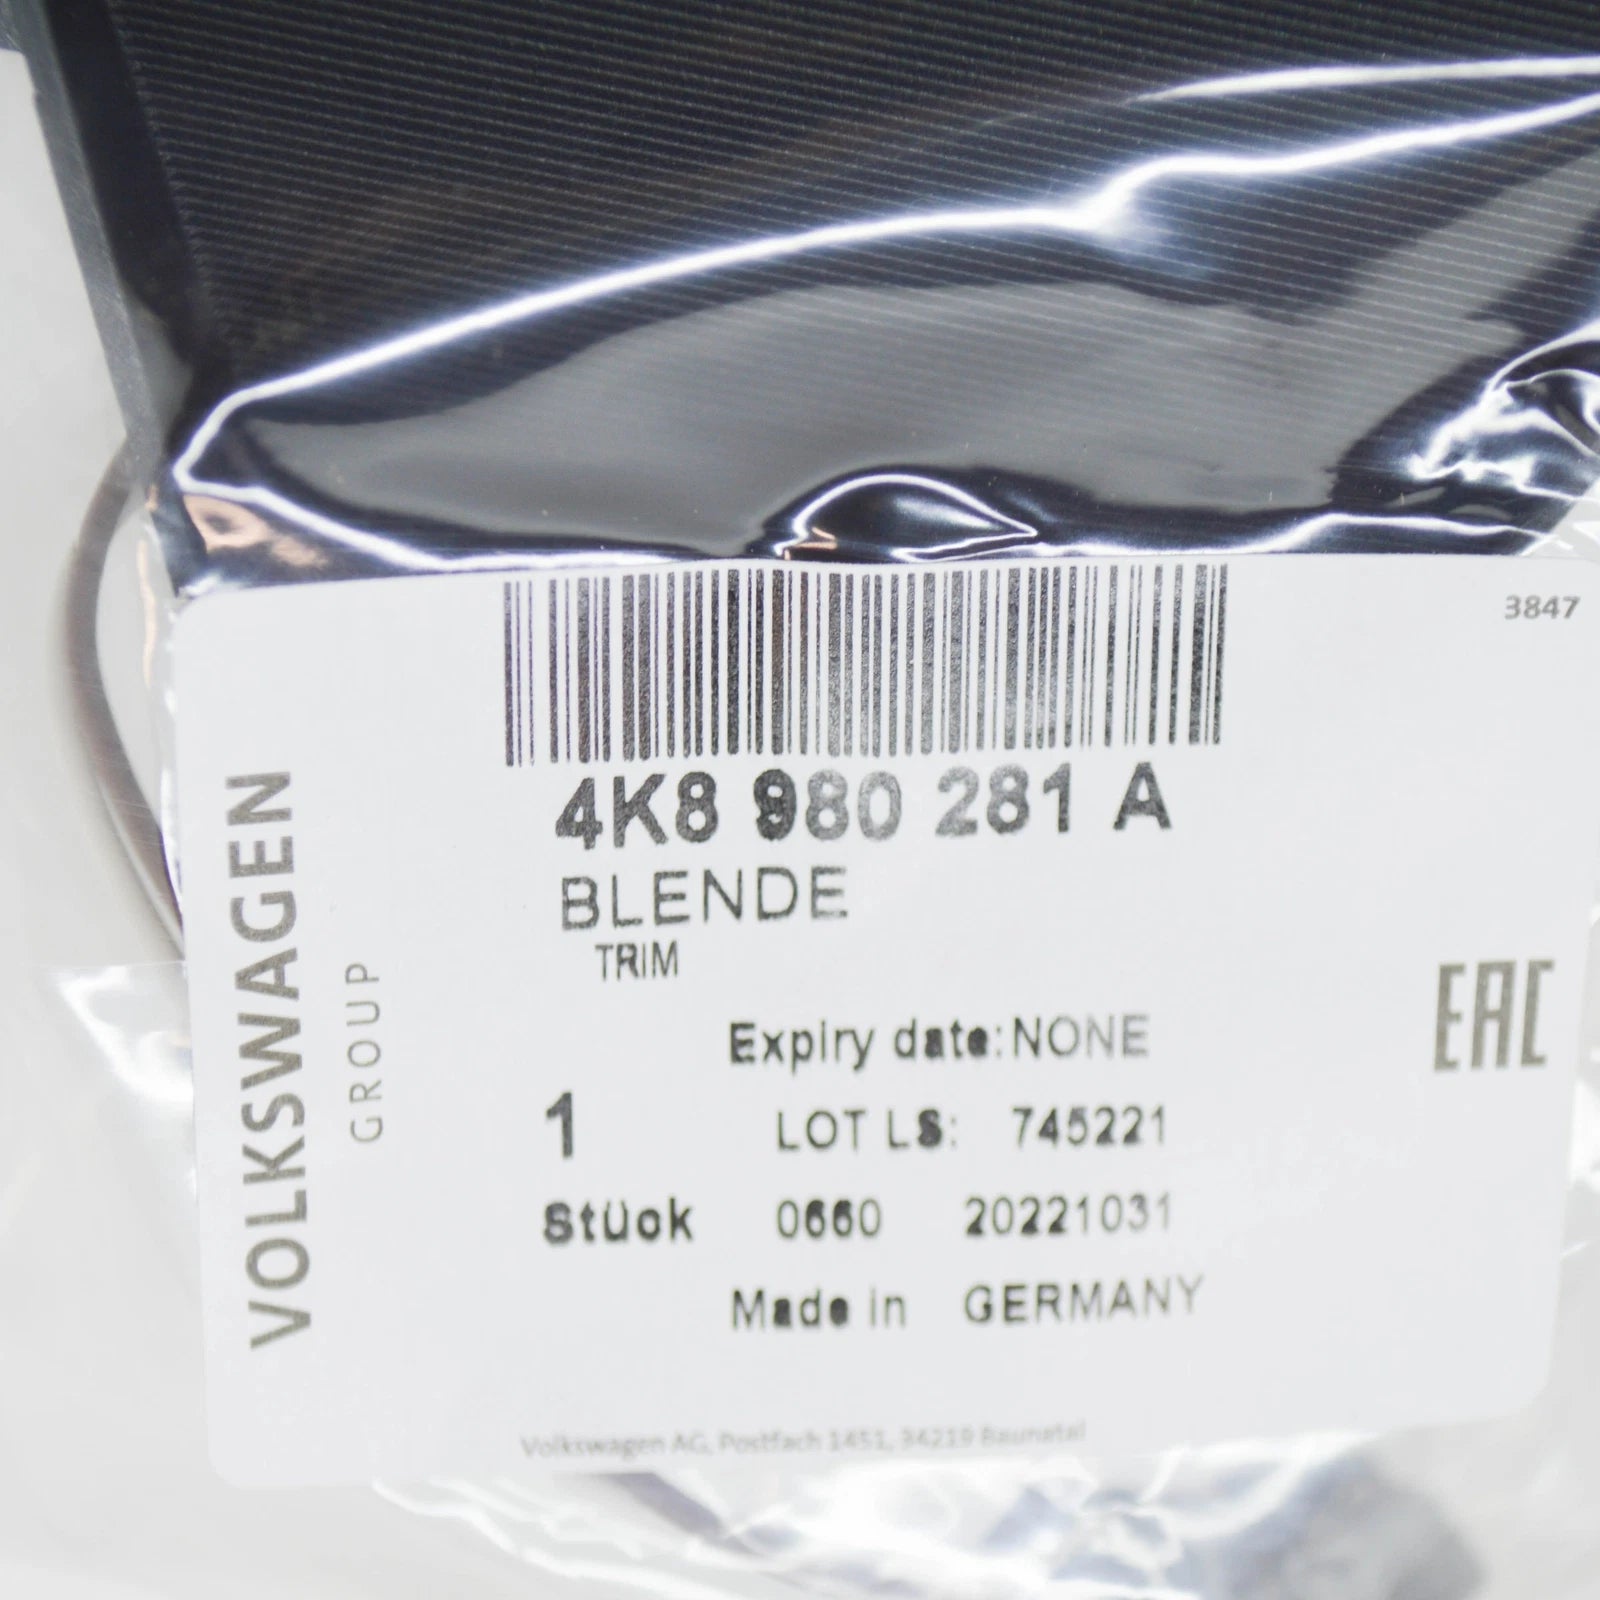 3847
4K8 980 281 A
BLENDE
TRIM
Expiry date:NONE
1
LOT LS: 745221
Stück 0660 20221031
Made in GERMANY
Volkswagen AG, Postfach 1451, 34219 Baunatal
VOLKSWAGEN
GROUP
EAC